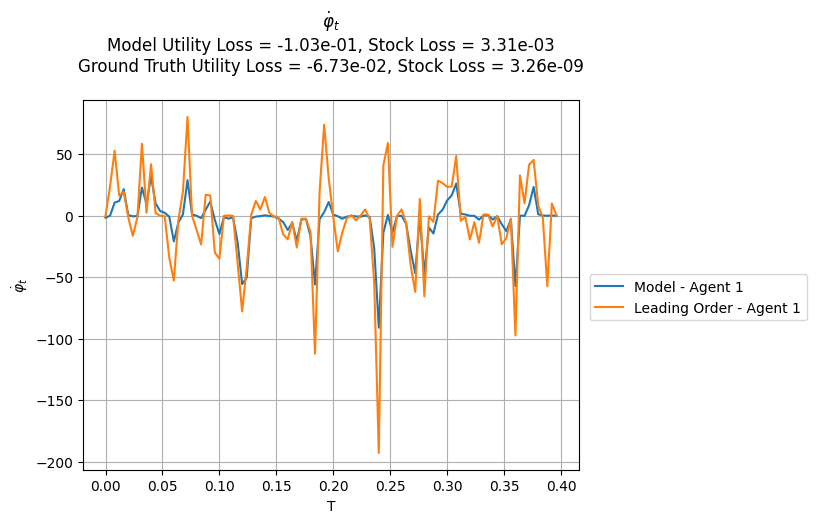 φ̇ₜ
Model Utility Loss = -1.03e-01, Stock Loss = 3.31e-03
Ground Truth Utility Loss = -6.73e-02, Stock Loss = 3.26e-09
50
0
−50
−100
−150
−200
φ̇ₜ
0.00 0.05 0.10 0.15 0.20 0.25 0.30 0.35 0.40
T
Model - Agent 1
Leading Order - Agent 1